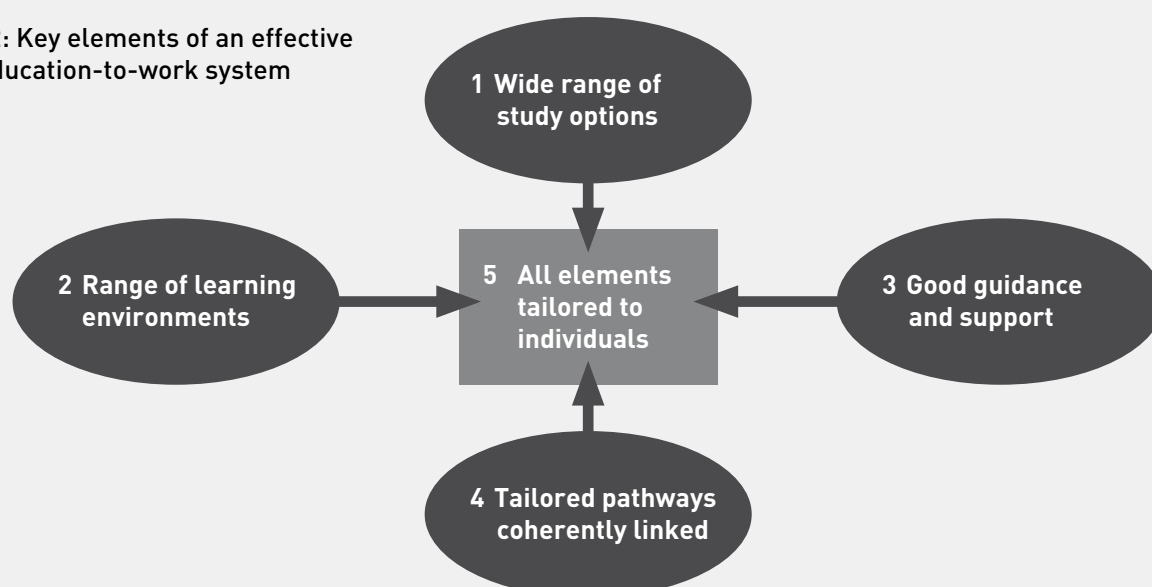 : Key elements of an effective
ducation-to-work system
1 Wide range of
study options
2 Range of learning
environments
5 All elements
tailored to
individuals
3 Good guidance
and support
4 Tailored pathways
coherently linked